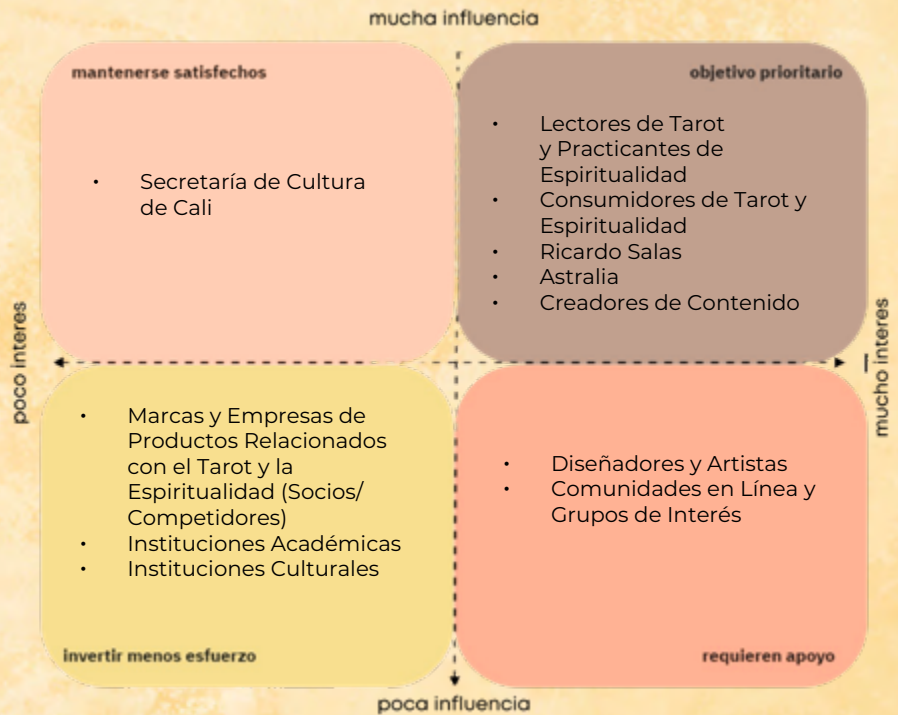 mucha influencia
mantenerse satisfechos
• Secretaría de Cultura
de Cali
objetivo prioritario
• Lectores de Tarot
y Practicantes de
Espiritualidad
• Consumidores de Tarot y
Espiritualidad
• Ricardo Salas
• Astralia
• Creadores de Contenido
poco interes
mucho interes
• Marcas y Empresas de
Productos Relacionados
con el Tarot y la
Espiritualidad (Socios/
Competidores)
• Instituciones Académicas
• Instituciones Culturales
invertir menos esfuerzo
• Diseñadores y Artistas
• Comunidades en Línea y
Grupos de Interés
requieren apoyo
poca influencia